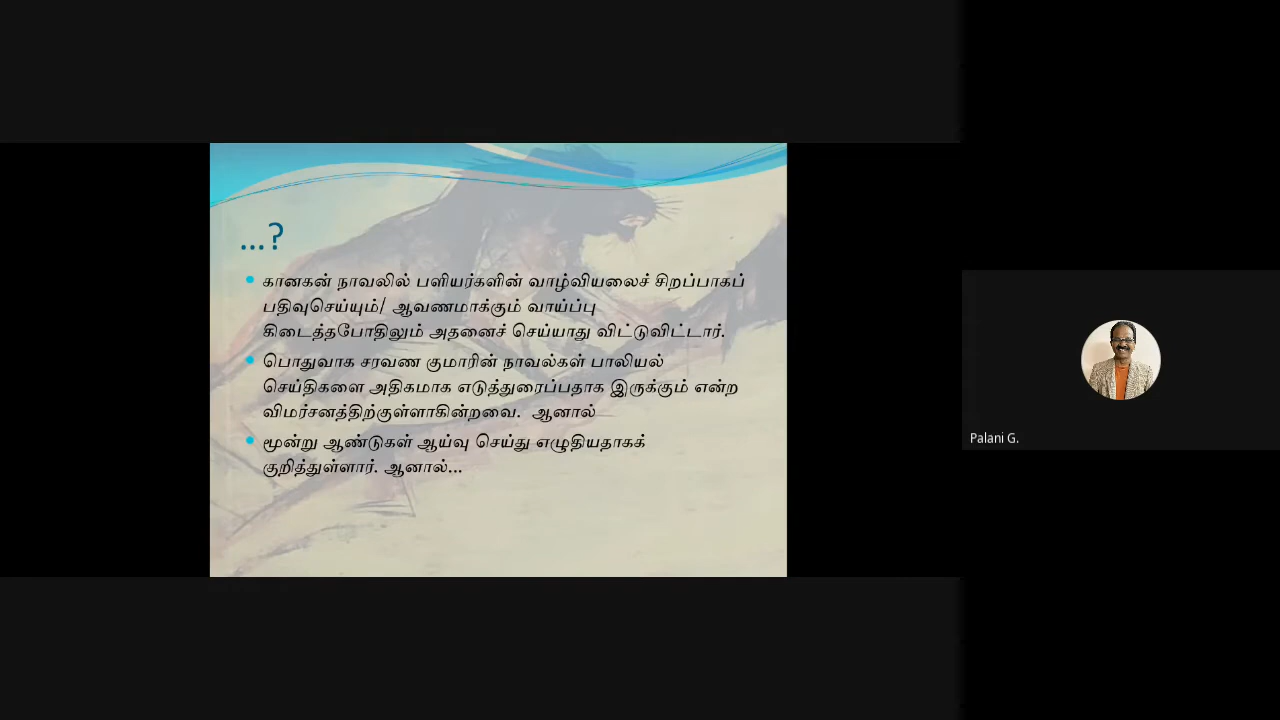 ...?
கானகன் நாவலில் பளியர்களின் வாழ்வியலைச் சிறப்பாகப்
பதிவுசெய்யும்/ ஆவணமாக்கும் வாய்ப்பு
கிடைத்தபோதிலும் அதனைச் செய்யாது விட்டுவிட்டார்.
பொதுவாக சரவண குமாரின் நாவல்கள் பாலியல்
செய்திகளை அதிகமாக எடுத்துரைப்பதாக இருக்கும் என்ற
விமர்சனத்திற்குள்ளாகின்றவை. ஆனால்
மூன்று ஆண்டுகள் ஆய்வு செய்து எழுதியதாகக்
குறித்துள்ளார். ஆனால்...
Palani G.